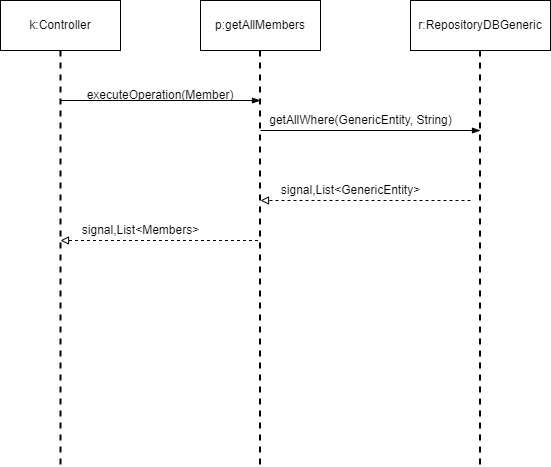 k:Controller
p:getAllMembers
r:RepositoryDBGeneric
executeOperation(Member)
getAllWhere(GenericEntity, String)
signal,List<GenericEntity>
signal,List<Members>